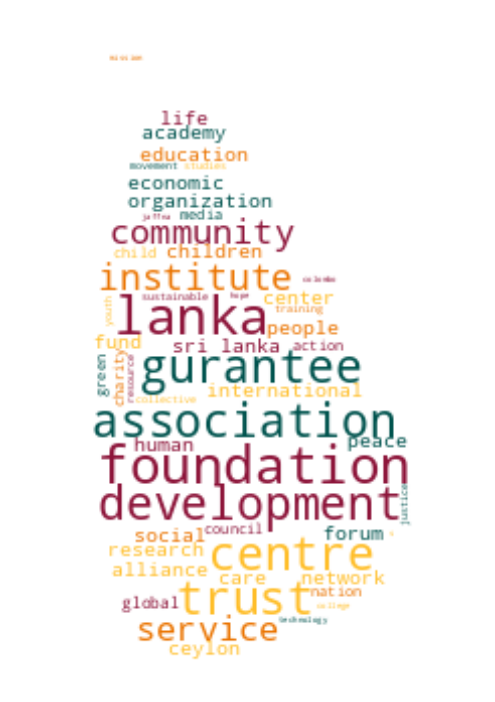 mission
life
academy
education
movement studies
economic
organization
jaffna media
community
child children
institute colombo
sustainable hope center
youth lanka training
people
fund sri lanka action
green charity resource gurantee
international
collective
association
human peace
foundation
development justice
social council forum
research centre
alliance care network
trust nation
global college
service technology
ceylon